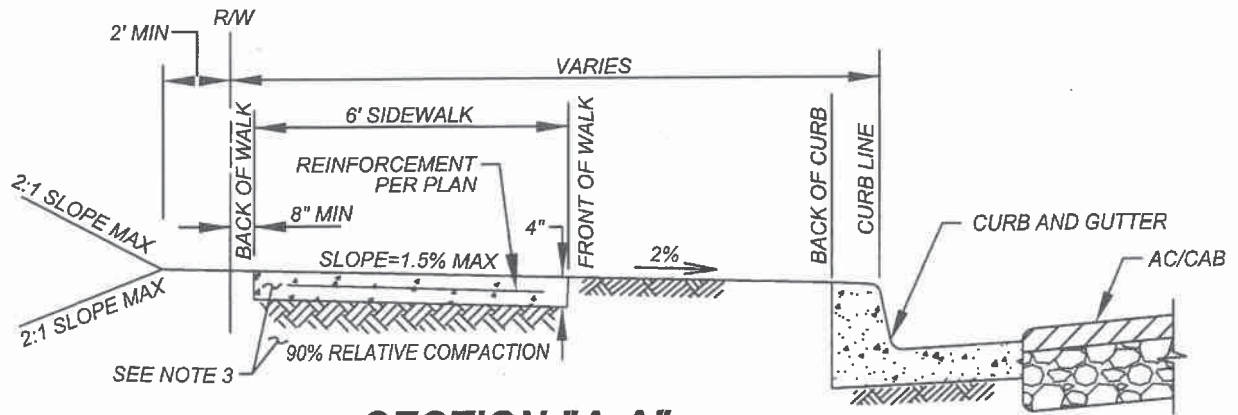 R/W
2' MIN
VARIES
6' SIDEWALK
BACK OF WALK
REINFORCEMENT
PER PLAN
8" MIN
4"
FRONT OF WALK
BACK OF CURB
CURB LINE
CURB AND GUTTER
AC/CAB
2:1 SLOPE MAX
2:1 SLOPE MAX
SLOPE=1.5% MAX
2%
90% RELATIVE COMPACTION
SEE NOTE 3
SECTION "A-A"